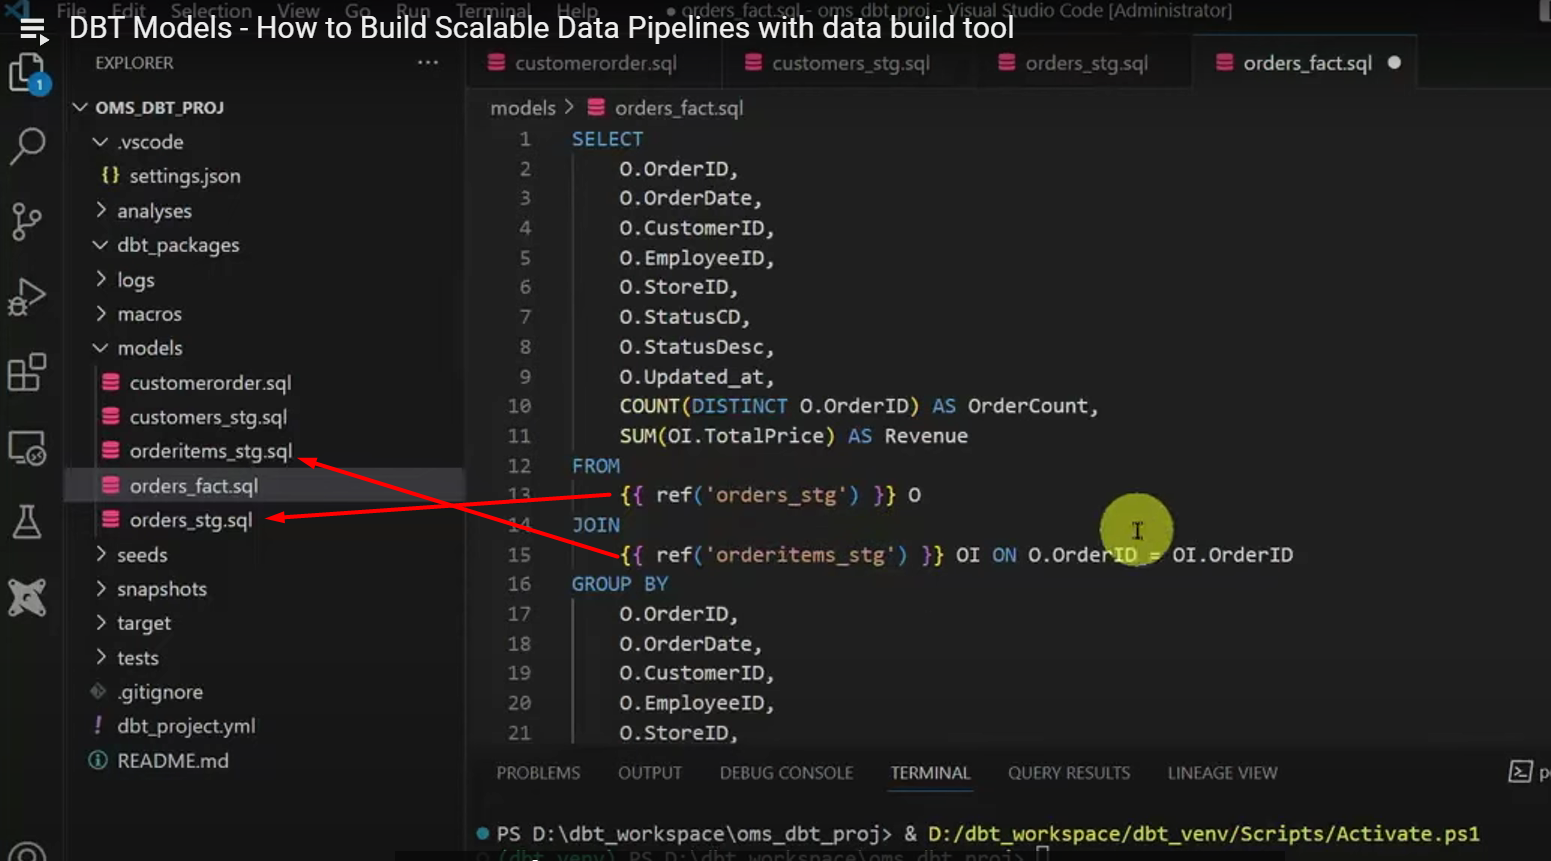 File Edit Selection View Go Run Terminal Help
orders_fact.sql - oms_dbt_proj - Visual Studio Code [Administrator]
DBT Models - How to Build Scalable Data Pipelines with data build tool
EXPLORER
1
OMS_DBT_PROJ
.vscode
{} settings.json
analyses
dbt_packages
logs
macros
models
customerorder.sql
customers_stg.sql
orderitems_stg.sql
orders_fact.sql
orders_stg.sql
seeds
snapshots
target
tests
.gitignore
! dbt_project.yml
README.md
customerorder.sql customers_stg.sql orders_stg.sql orders_fact.sql
models > orders_fact.sql
1 SELECT
2 O.OrderID,
3 O.OrderDate,
4 O.CustomerID,
5 O.EmployeeID,
6 O.StoreID,
7 O.StatusCD,
8 O.StatusDesc,
9 O.Updated_at,
10 COUNT(DISTINCT O.OrderID) AS OrderCount,
11 SUM(OI.TotalPrice) AS Revenue
12 FROM
13 {{ ref('orders_stg') }} O
14 JOIN
15 {{ ref('orderitems_stg') }} OI ON O.OrderID = OI.OrderID
16 GROUP BY
17 O.OrderID,
18 O.OrderDate,
19 O.CustomerID,
20 O.EmployeeID,
21 O.StoreID,
PROBLEMS OUTPUT DEBUG CONSOLE TERMINAL QUERY RESULTS LINEAGE VIEW
PS D:\dbt_workspace\oms_dbt_proj> & D:/dbt_workspace/dbt_venv/Scripts/Activate.ps1
(dbt_venv) PS D:\dbt_workspace\oms_dbt_proj>